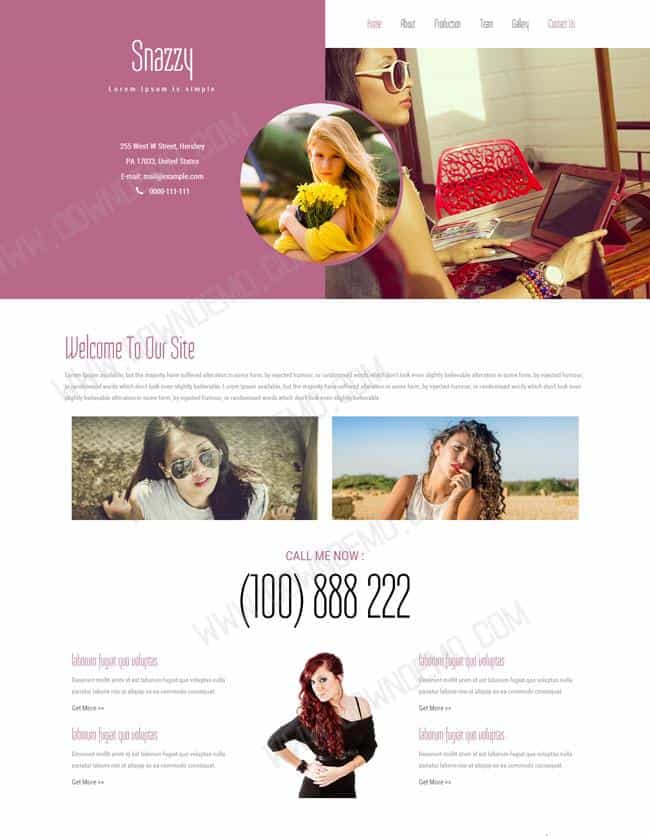 Snazzy
Lorem Ipsum is simple
Home About Production Team Gallery Contact Us
255 West W Street, Hershey
PA 17033, United States
E-mail: mail@example.com
0000-111-111
Welcome To Our Site
Lorem Ipsum available, but the majority have suffered alteration in some form, by injected humour, or randomised words which don't look even slightly believable alteration in some form, by injected humour,
or randomised words which don't look even slightly believable. Lorem Ipsum available, but the majority have suffered alteration in some form, by injected humour, or randomised words which don't look even
slightly believable alteration in some form, by injected humour, or randomised words which don't look even slightly believable
CALL ME NOW :
(100) 888 222
laborum fugiat quo voluptas
Deserunt mollit anim id est laborum fugiat quo voluptas nulla
pariatur labore nisi ut aliquip ex ea commodo consequat.
Get More >>
laborum fugiat quo voluptas
Deserunt mollit anim id est laborum fugiat quo voluptas nulla
pariatur labore nisi ut aliquip ex ea commodo consequat.
Get More >>
laborum fugiat quo voluptas
Deserunt mollit anim id est laborum fugiat quo voluptas
pariatur labore nisi ut aliquip ex ea commodo consequat.
Get More >>
laborum fugiat quo voluptas
Deserunt mollit anim id est laborum fugiat quo voluptas nulla
pariatur labore nisi ut aliquip ex ea commodo consequat.
Get More >>
WWW.DOWNDEMO.COM
WWW.DOWNDEMO.COM
WWW.DOWNDEMO.COM